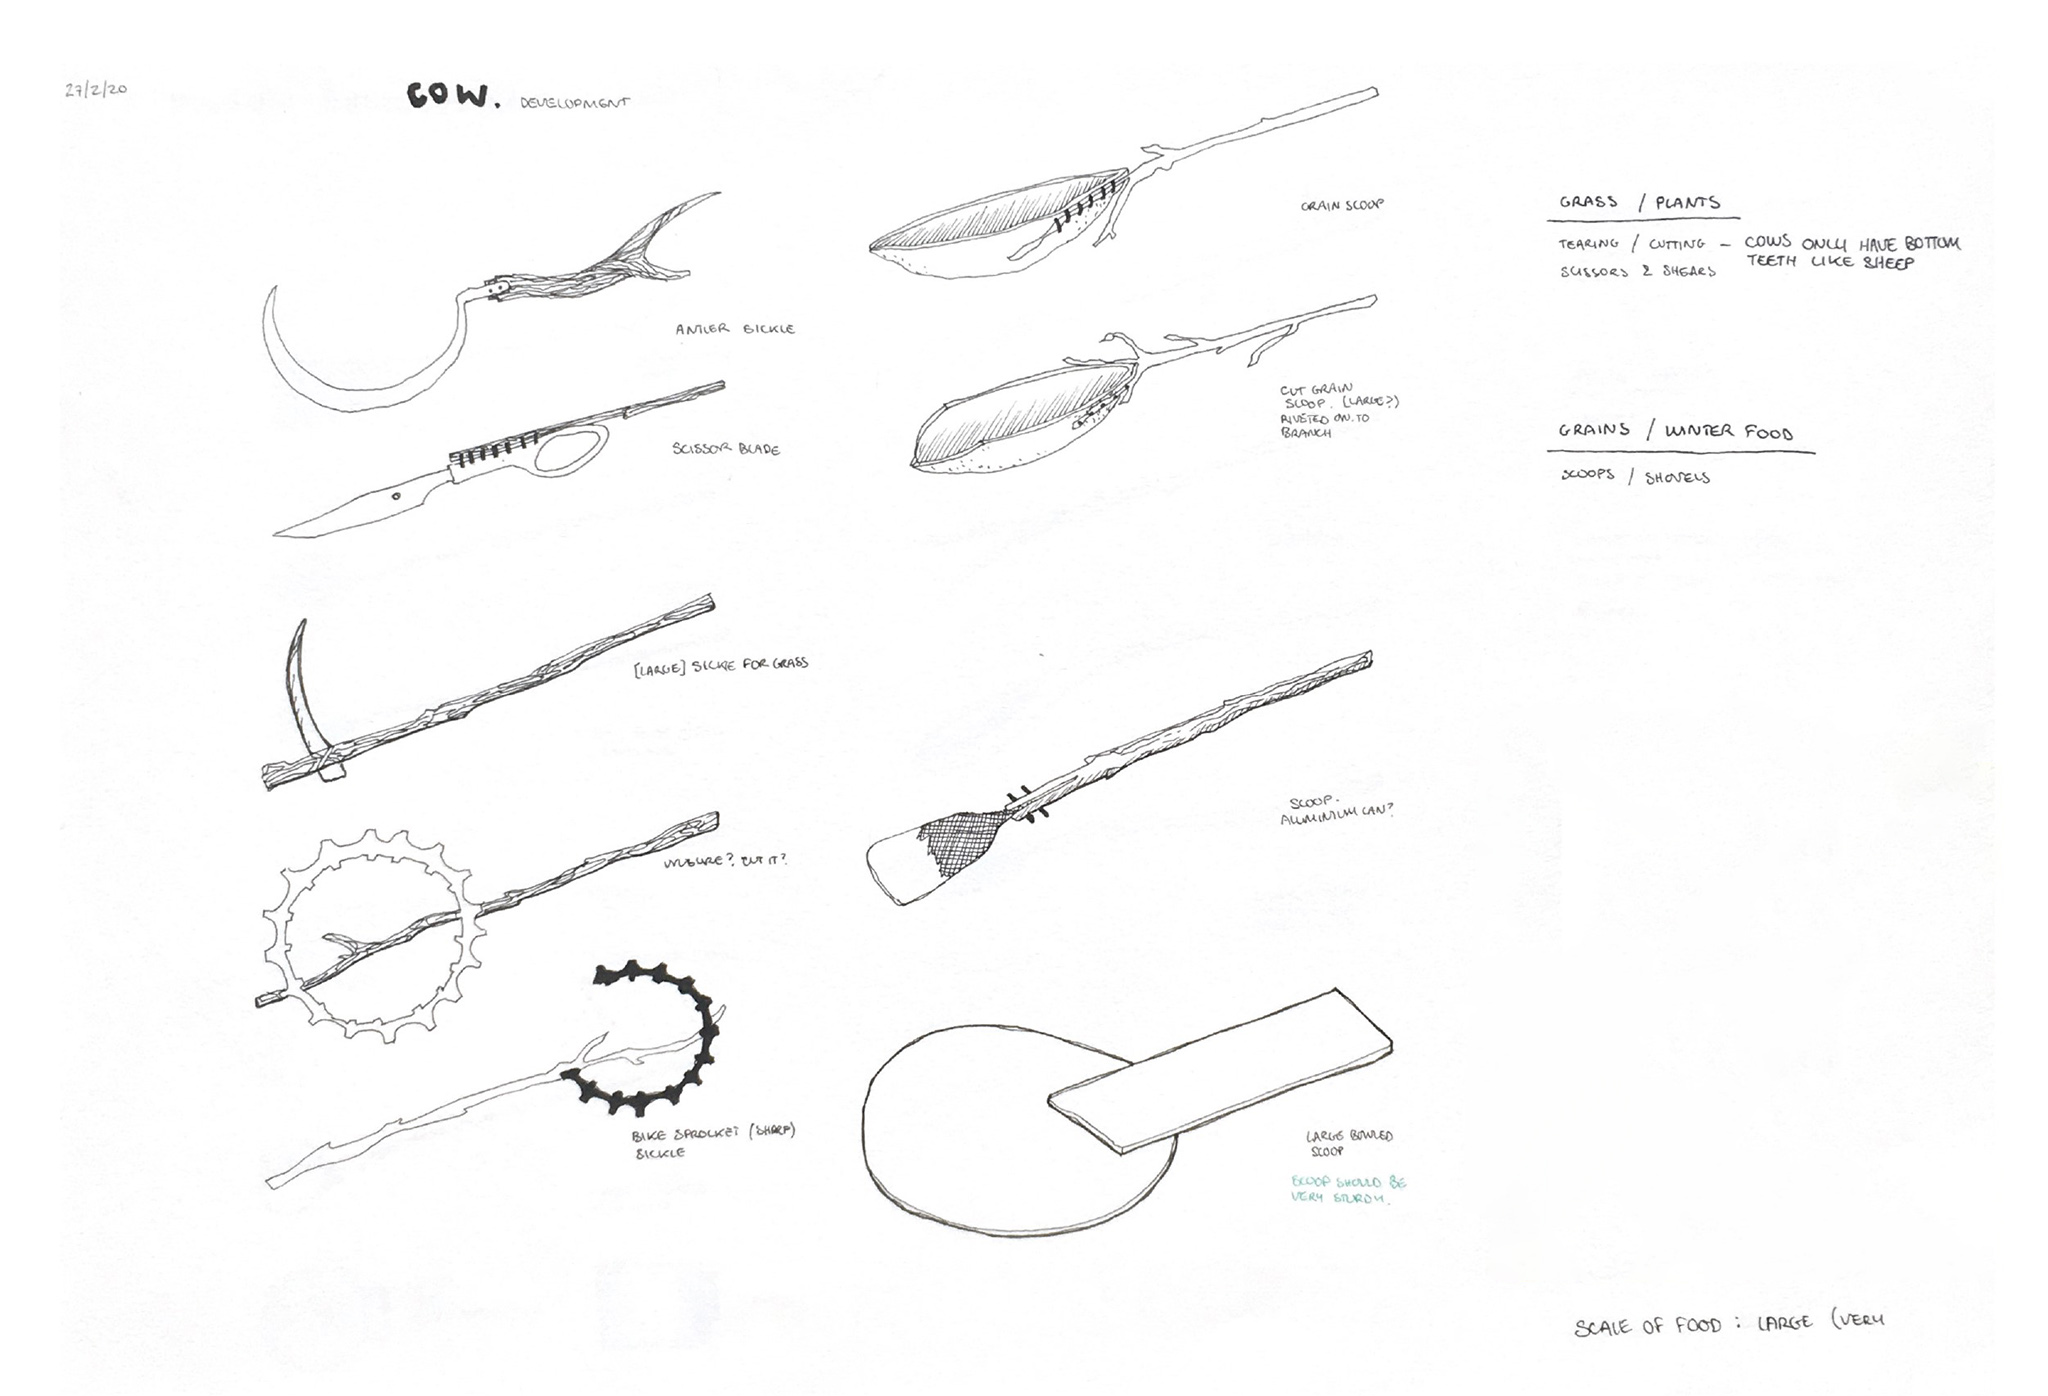 27/2/20
COW. DEVELOPMENT
ANTLER SICKLE
SCISSOR BLADE
[LARGE] SICKLE FOR GRASS
UNSURE? CUT IT?
BIKE SPROCKET (SHARP)
SICKLE
GRAIN SCOOP
CUT GRAIN
SCOOP. (LARGE?)
RIVETED ON TO
BRANCH
SCOOP.
ALUMINIUM CAN?
LARGE BOWLED
SCOOP
SCOOP SHOULD BE
VERY STURDY.
GRASS / PLANTS
TEARING / CUTTING – COWS ONLY HAVE BOTTOM
TEETH LIKE SHEEP
SCISSORS & SHEARS
GRAINS / WINTER FOOD
SCOOPS / SHOVELS
SCALE OF FOOD : LARGE (VERY